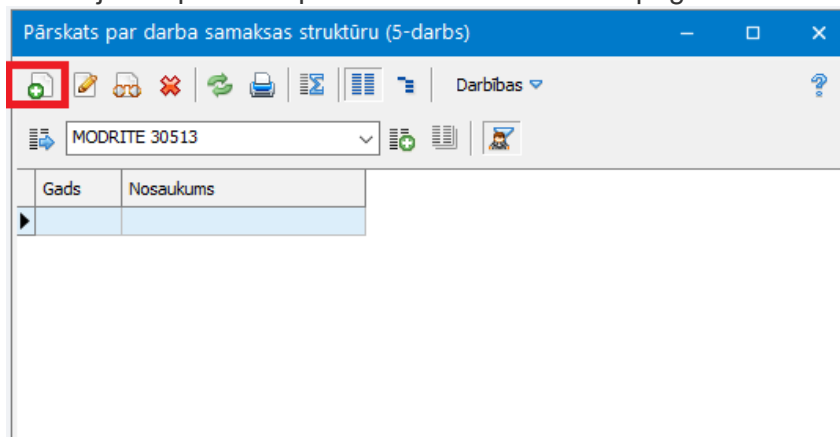 Pārskats par darba samaksas struktūru (5-darbs)
Darbības
MODRITE 30513
Gads Nosaukums